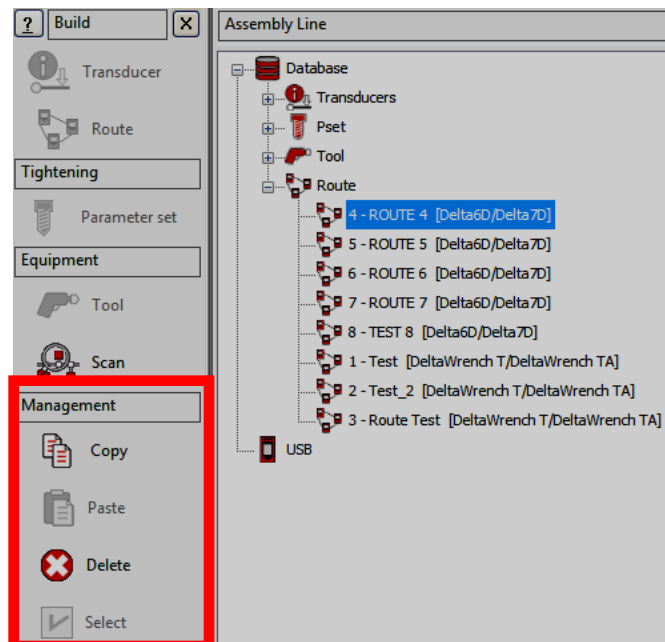 ? Build X
Transducer
Route
Tightening
Parameter set
Equipment
Tool
Scan
Management
Copy
Paste
Delete
Select
Assembly Line
Database
Transducers
Pset
Tool
Route
4 - ROUTE 4 [Delta6D/Delta7D]
5 - ROUTE 5 [Delta6D/Delta7D]
6 - ROUTE 6 [Delta6D/Delta7D]
7 - ROUTE 7 [Delta6D/Delta7D]
8 - TEST 8 [Delta6D/Delta7D]
1 - Test [DeltaWrench T/DeltaWrench TA]
2 - Test_2 [DeltaWrench T/DeltaWrench TA]
3 - Route Test [DeltaWrench T/DeltaWrench TA]
USB